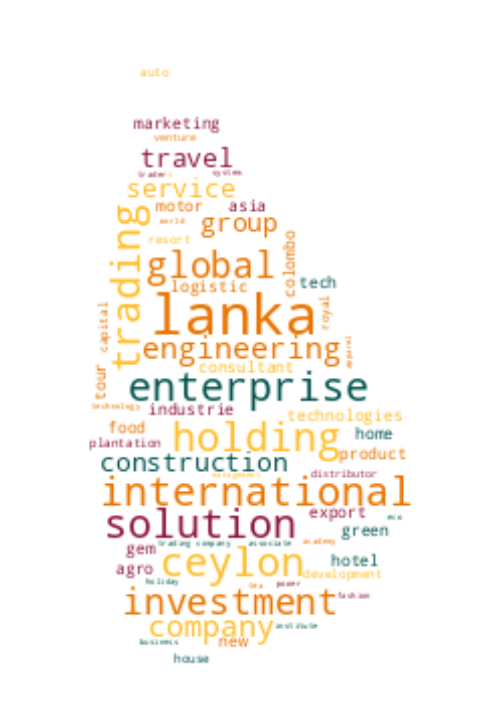 auto
marketing
venture
travel
trader
system
service
motor
asia
world
group
trading
resort
colombo
global
tech
logistic
lanka
royal
capital
engineering
apparel
consultant
tour
enterprise
technology
industrie
technologies
food
holding
home
plantation
product
construction
management
distributor
international
solution
export
eco
green
gem
trading company
associate
academy
ceylon
hotel
agro
development
holiday
tea
power
investment
fashion
company
institute
business
new
house